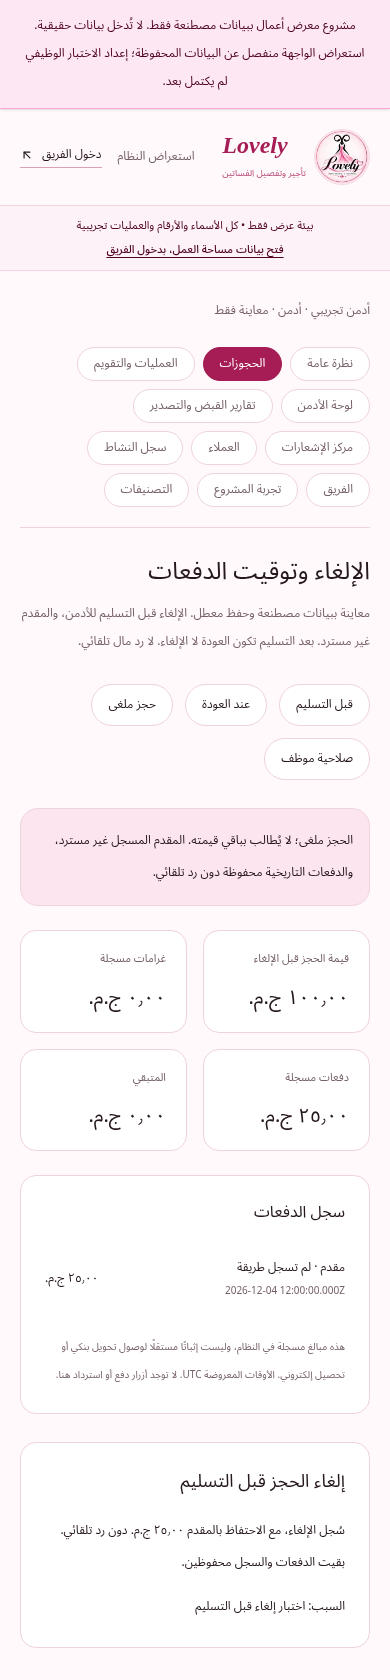 مشروع معرض أعمال ببيانات مصطنعة فقط. لا تُدخل بيانات حقيقية.
استعراض الواجهة منفصل عن البيانات المحفوظة؛ إعداد الاختبار الوظيفي
لم يكتمل بعد.
Lovely
Lovely
تأجير وتفصيل الفساتين
استعراض النظام
دخول الفريق
بيئة عرض فقط • كل الأسماء والأرقام والعمليات تجريبية
فتح بيانات مساحة العمل، بدخول الفريق
أدمن تجريبي · أدمن · معاينة فقط
نظرة عامة
الحجوزات
العمليات والتقويم
لوحة الأدمن
تقارير القبض والتصدير
مركز الإشعارات
العملاء
سجل النشاط
الفريق
تجربة المشروع
التصنيفات
الإلغاء وتوقيت الدفعات
معاينة ببيانات مصطنعة وحفظ معطل. الإلغاء قبل التسليم للأدمن، والمقدم
غير مسترد. بعد التسليم تكون العودة لا الإلغاء. لا رد مال تلقائي.
قبل التسليم
عند العودة
حجز ملغى
صلاحية موظف
الحجز ملغى؛ لا يُطالب بباقي قيمته. المقدم المسجل غير مسترد،
والدفعات التاريخية محفوظة دون رد تلقائي.
قيمة الحجز قبل الإلغاء
١٠٠٫٠٠ ج.م.
غرامات مسجلة
٠٫٠٠ ج.م.
دفعات مسجلة
٢٥٫٠٠ ج.م.
المتبقي
٠٫٠٠ ج.م.
سجل الدفعات
مقدم · لم تسجل طريقة
2026-12-04 12:00:00.000Z
٢٥٫٠٠ ج.م.
هذه مبالغ مسجلة في النظام، وليست إثباتًا مستقلًا لوصول تحويل بنكي أو
تحصيل إلكتروني. الأوقات المعروضة UTC. لا توجد أزرار دفع أو استرداد هنا.
إلغاء الحجز قبل التسليم
سُجل الإلغاء، مع الاحتفاظ بالمقدم ٢٥٫٠٠ ج.م. دون رد تلقائي.
بقيت الدفعات والسجل محفوظين.
السبب: اختبار إلغاء قبل التسليم